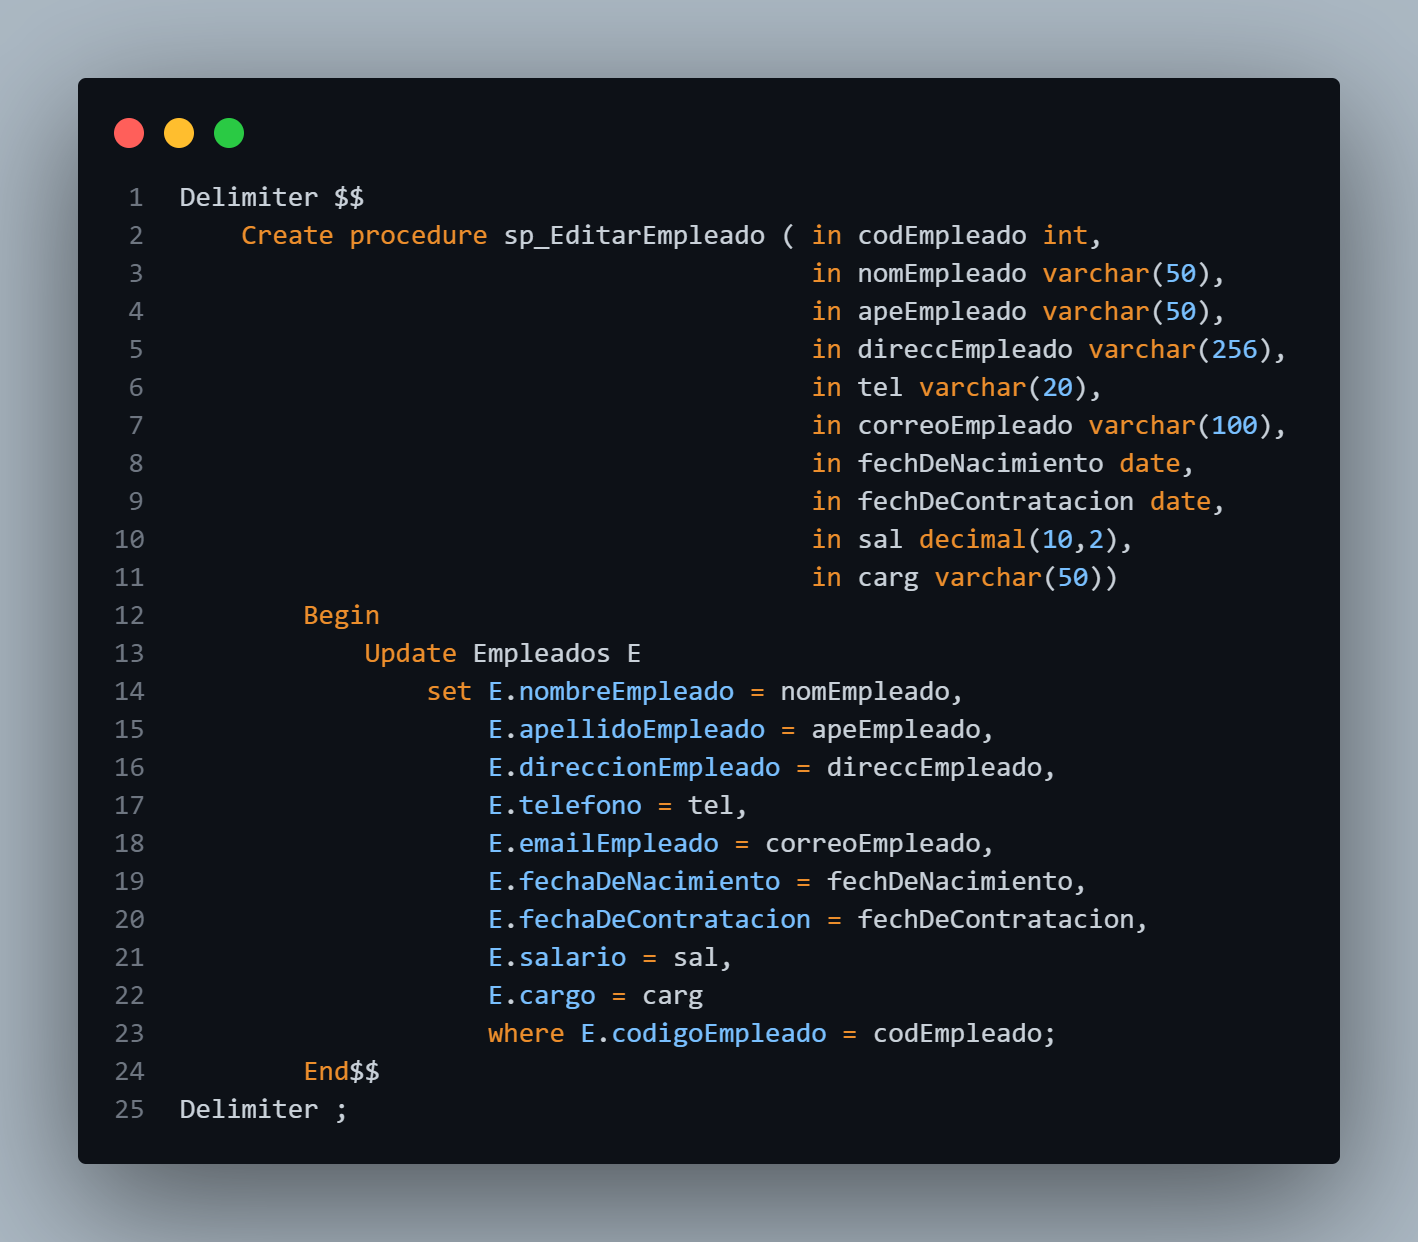 1 Delimiter $$
2 Create procedure sp_EditarEmpleado ( in codEmpleado int,
3 in nomEmpleado varchar(50),
4 in apeEmpleado varchar(50),
5 in direccEmpleado varchar(256),
6 in tel varchar(20),
7 in correoEmpleado varchar(100),
8 in fechDeNacimiento date,
9 in fechDeContratacion date,
10 in sal decimal(10,2),
11 in carg varchar(50))
12 Begin
13 Update Empleados E
14 set E.nombreEmpleado = nomEmpleado,
15 E.apellidoEmpleado = apeEmpleado,
16 E.direccionEmpleado = direccEmpleado,
17 E.telefono = tel,
18 E.emailEmpleado = correoEmpleado,
19 E.fechaDeNacimiento = fechDeNacimiento,
20 E.fechaDeContratacion = fechDeContratacion,
21 E.salario = sal,
22 E.cargo = carg
23 where E.codigoEmpleado = codEmpleado;
24 End$$
25 Delimiter ;